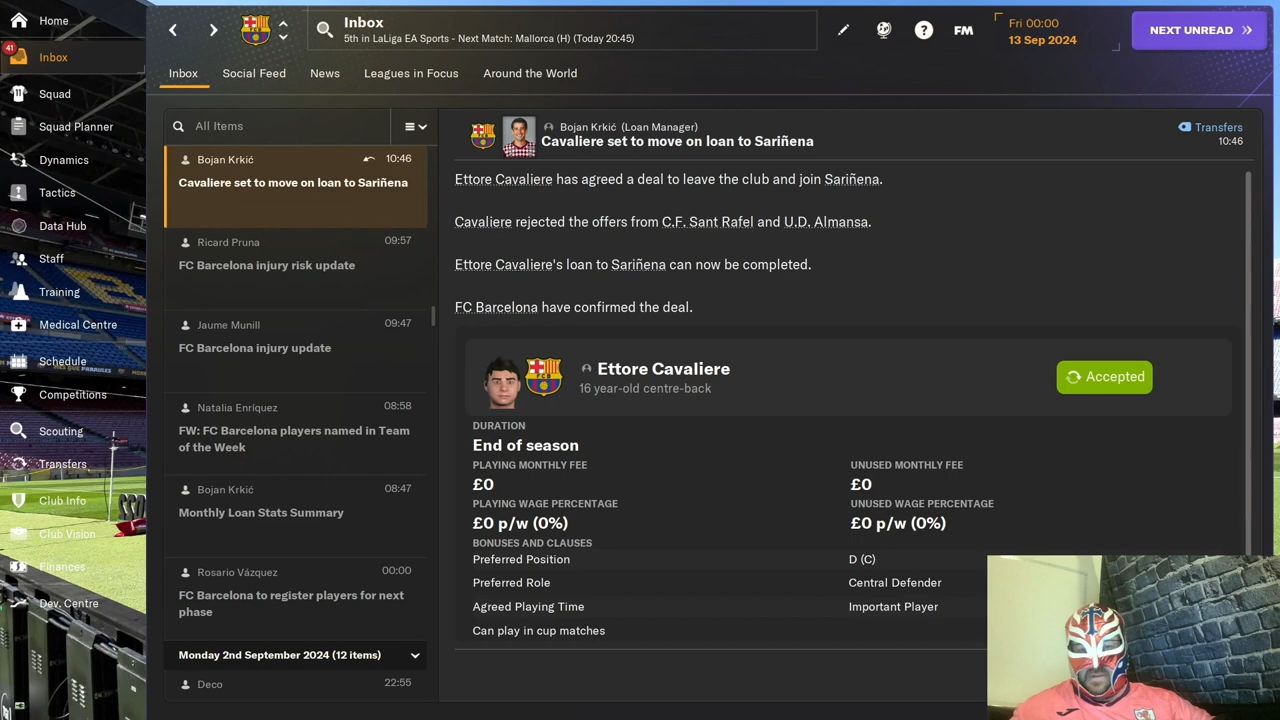 Home
41
Inbox
Squad
Squad Planner
Dynamics
Tactics
Data Hub
Staff
Training
Medical Centre
Schedule
Competitions
Scouting
Transfers
Club Info
Club Vision
Finances
Dev. Centre
Inbox
5th in LaLiga EA Sports - Next Match: Mallorca (H) (Today 20:45)
?
FM
Fri 00:00
13 Sep 2024
NEXT UNREAD
Inbox
Social Feed
News
Leagues in Focus
Around the World
All Items
Bojan Krkić 10:46
Cavaliere set to move on loan to Sariñena
Ricard Pruna 09:57
FC Barcelona injury risk update
Jaume Munill 09:47
FC Barcelona injury update
Natalia Enríquez 08:58
FW: FC Barcelona players named in Team
of the Week
Bojan Krkić 08:47
Monthly Loan Stats Summary
Rosario Vázquez 00:00
FC Barcelona to register players for next
phase
Monday 2nd September 2024 (12 items)
Deco 22:55
Bojan Krkić (Loan Manager)
Cavaliere set to move on loan to Sariñena
Transfers
10:46
Ettore Cavaliere has agreed a deal to leave the club and join Sariñena.
Cavaliere rejected the offers from C.F. Sant Rafel and U.D. Almansa.
Ettore Cavaliere's loan to Sariñena can now be completed.
FC Barcelona have confirmed the deal.
Ettore Cavaliere
16 year-old centre-back
Accepted
DURATION
End of season
PLAYING MONTHLY FEE UNUSED MONTHLY FEE
£0 £0
PLAYING WAGE PERCENTAGE UNUSED WAGE PERCENTAGE
£0 p/w (0%) £0 p/w (0%)
BONUSES AND CLAUSES
Preferred Position D (C)
Preferred Role Central Defender
Agreed Playing Time Important Player
Can play in cup matches